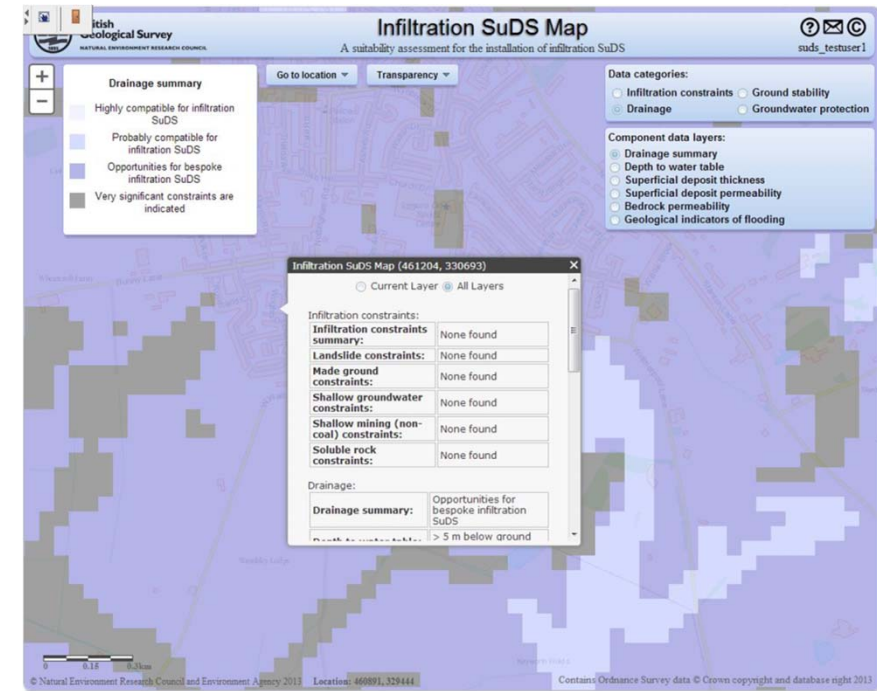 itish
Geological Survey
NATURAL ENVIRONMENT RESEARCH COUNCIL
Infiltration SuDS Map
A suitability assessment for the installation of infiltration SuDS
suds_testuser1
+
−
Drainage summary
Highly compatible for infiltration
SuDS
Probably compatible for
infiltration SuDS
Opportunities for bespoke
infiltration SuDS
Very significant constraints are
indicated
Go to location
Transparency
Data categories:
Infiltration constraints
Ground stability
Drainage
Groundwater protection
Component data layers:
Drainage summary
Depth to water table
Superficial deposit thickness
Superficial deposit permeability
Bedrock permeability
Geological indicators of flooding
Infiltration SuDS Map (461204, 330693)
X
Current Layer All Layers
Infiltration constraints:
Infiltration constraints
summary:
None found
Landslide constraints:
None found
Made ground
constraints:
None found
Shallow groundwater
constraints:
None found
Shallow mining (non-
coal) constraints:
None found
Soluble rock
constraints:
None found
Drainage:
Drainage summary:
Opportunities for
bespoke infiltration
SuDS
Depth to water table:
> 5 m below ground
0 0.15 0.3km
© Natural Environment Research Council and Environment Agency 2013
Location: 460891, 329444
Contains Ordnance Survey data © Crown copyright and database right 2013